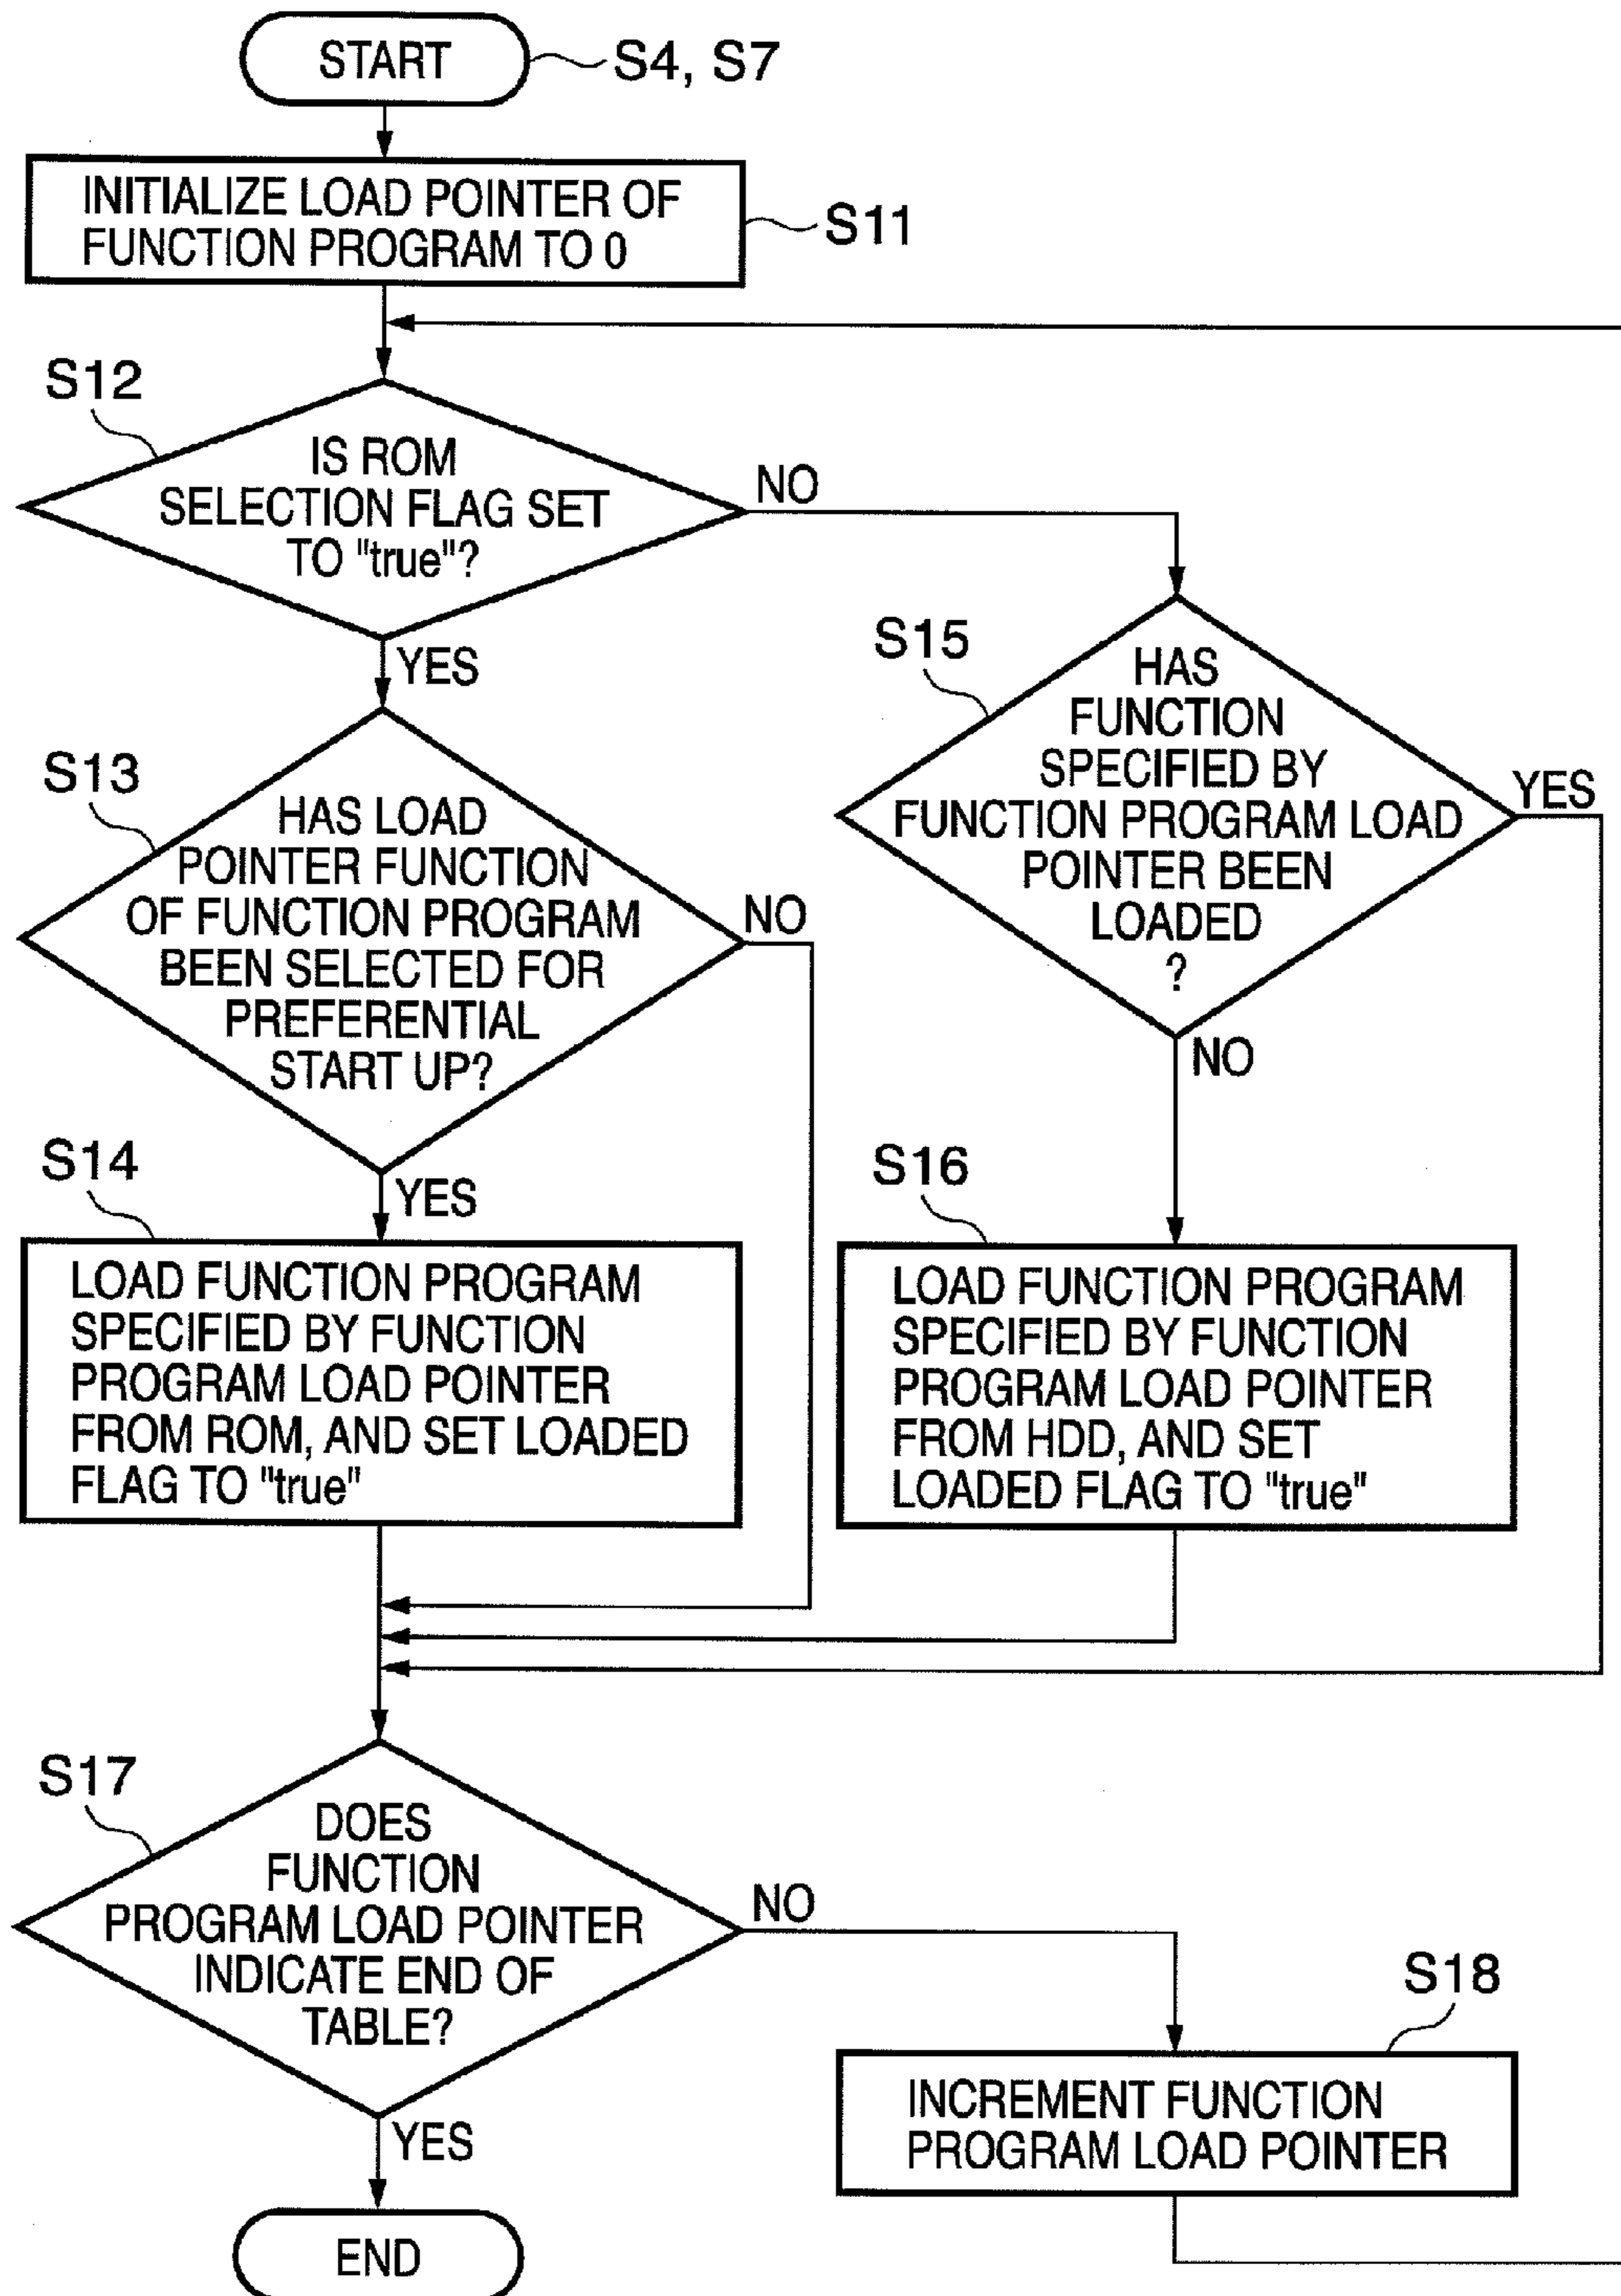 START
S4, S7
INITIALIZE LOAD POINTER OF
FUNCTION PROGRAM TO 0
S11
S12
IS ROM
SELECTION FLAG SET
TO "true"?
NO
YES
S13
HAS LOAD
POINTER FUNCTION
OF FUNCTION PROGRAM
BEEN SELECTED FOR
PREFERENTIAL
START UP?
NO
YES
S15
HAS
FUNCTION
SPECIFIED BY
FUNCTION PROGRAM LOAD
POINTER BEEN
LOADED
?
YES
NO
S14
LOAD FUNCTION PROGRAM
SPECIFIED BY FUNCTION
PROGRAM LOAD POINTER
FROM ROM, AND SET LOADED
FLAG TO "true"
S16
LOAD FUNCTION PROGRAM
SPECIFIED BY FUNCTION
PROGRAM LOAD POINTER
FROM HDD, AND SET
LOADED FLAG TO "true"
S17
DOES
FUNCTION
PROGRAM LOAD POINTER
INDICATE END OF
TABLE?
NO
YES
S18
INCREMENT FUNCTION
PROGRAM LOAD POINTER
END